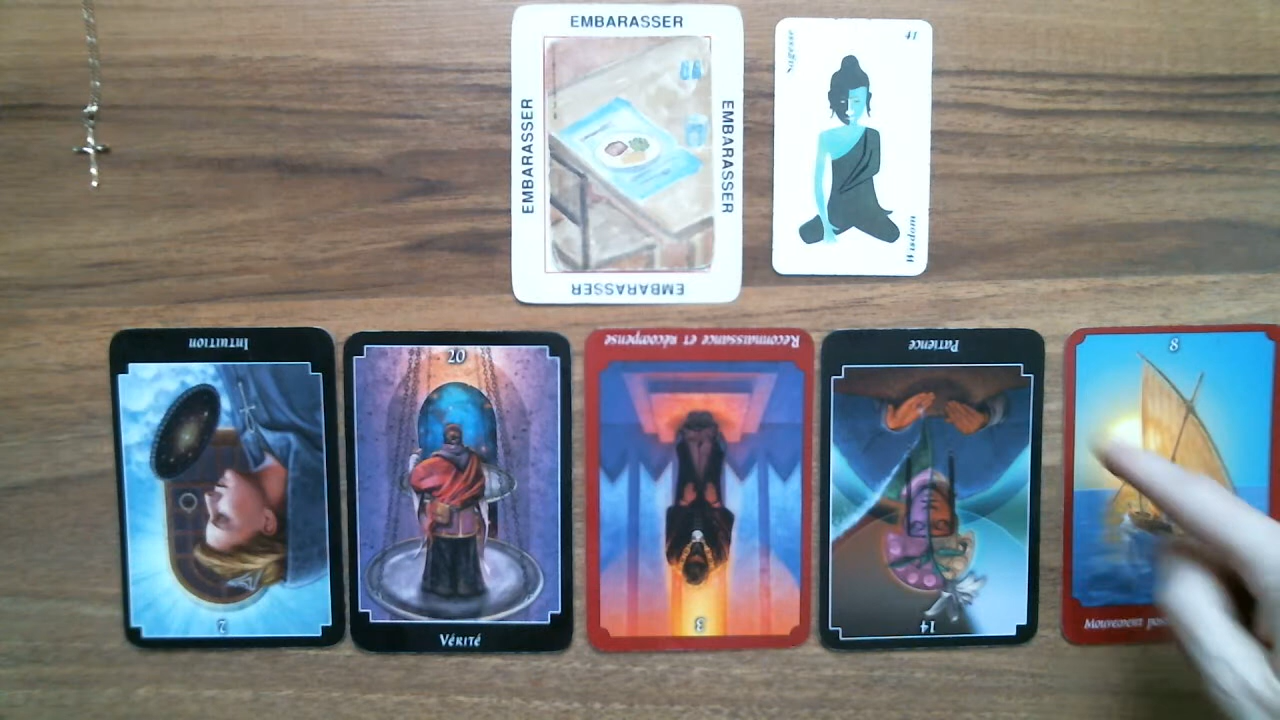 EMBARASSER
EMBARASSER
EMBARASSER
EMBARASSER
Sagesse
41
Wisdom
Intuition
2
20
Vérité
Reconnaissance et récompense
3
Patience
14
8
Mouvement